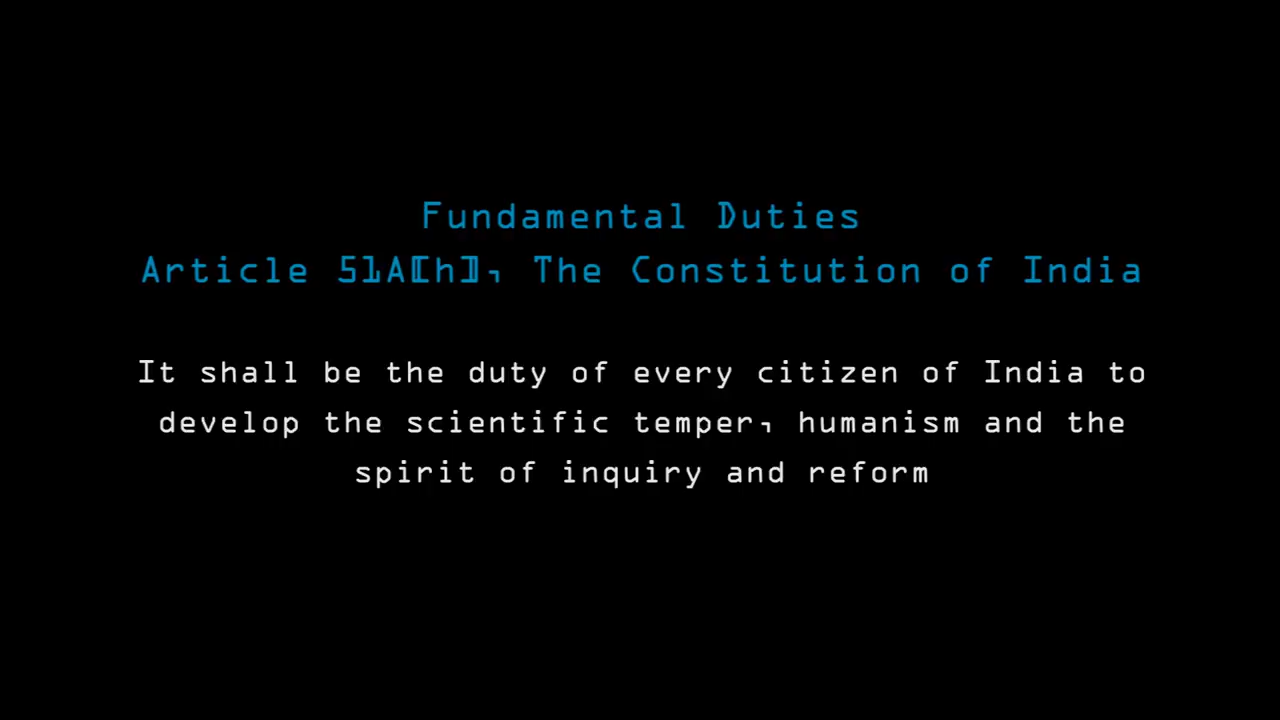 Fundamental Duties
Article 51A[h], The Constitution of India
It shall be the duty of every citizen of India to
develop the scientific temper, humanism and the
spirit of inquiry and reform